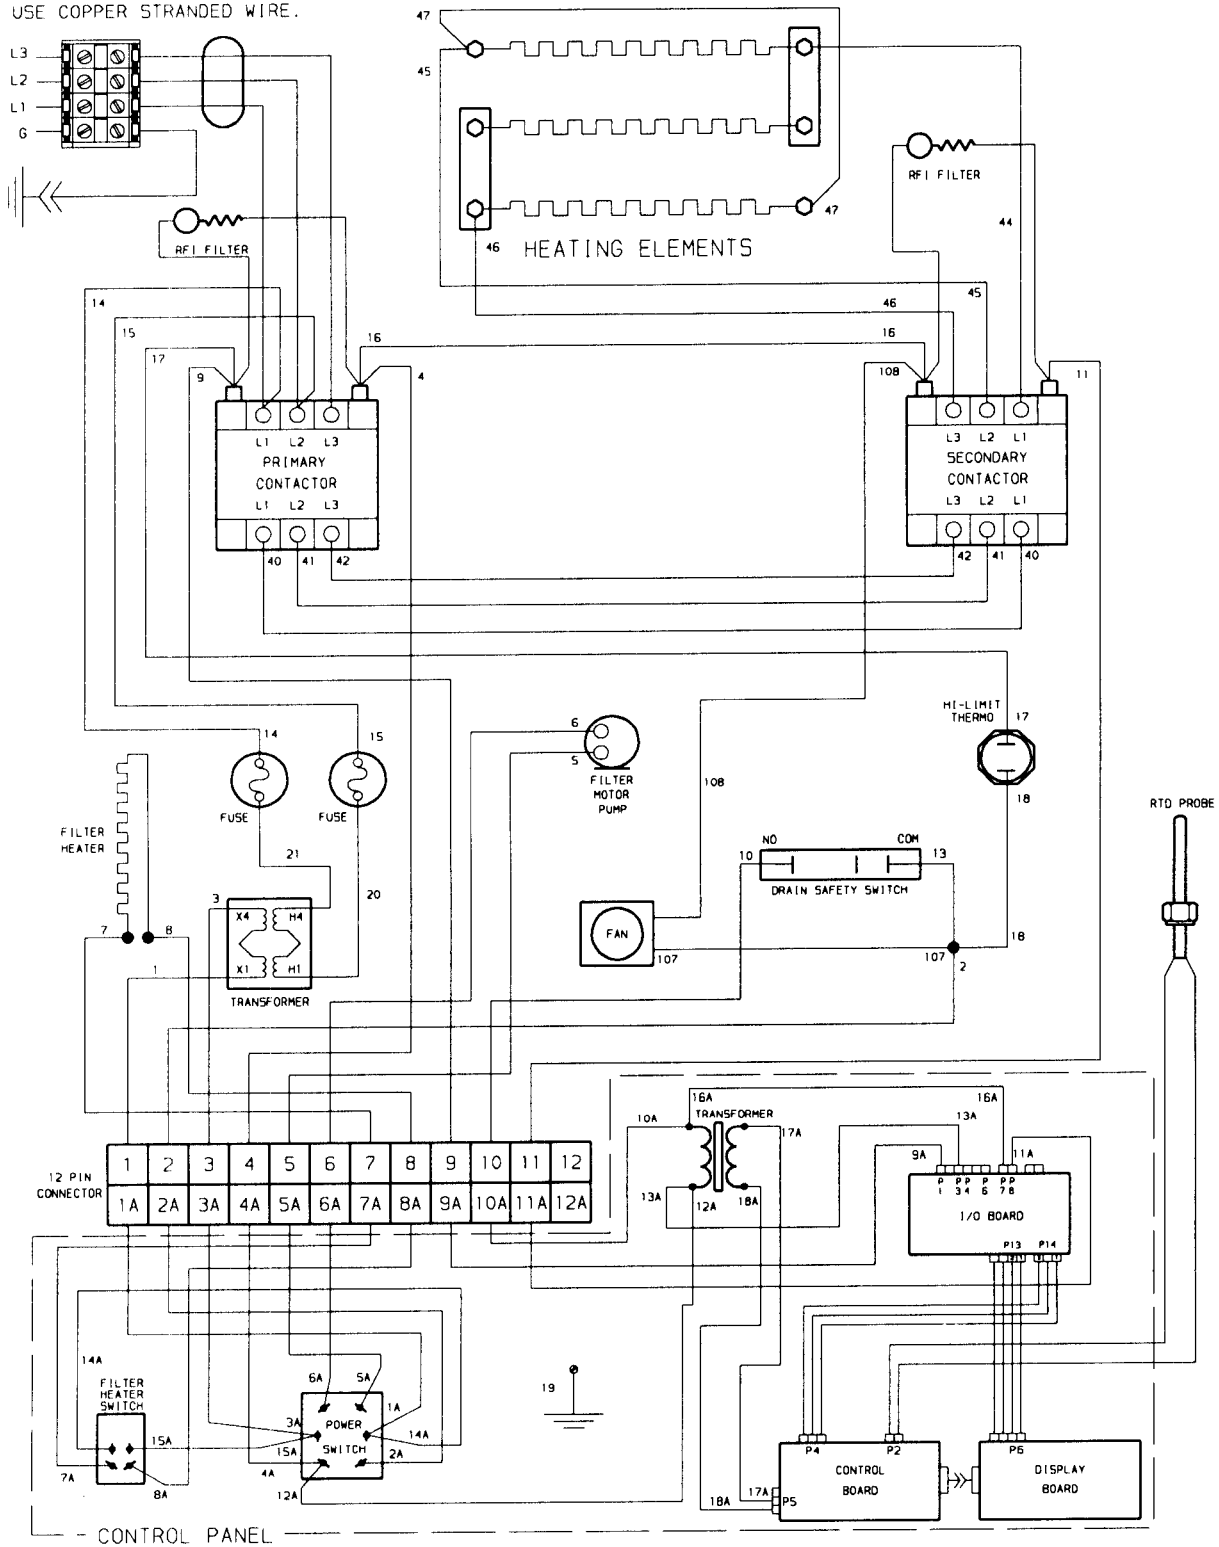 USE COPPER STRANDED WIRE.
47
L3
L2
L1
G
45
47
46
HEATING ELEMENTS
RFI FILTER
44
RFI FILTER
14
15
17
9
16
4
46
45
16
108
11
L1 L2 L3
PRIMARY
CONTACTOR
L1 L2 L3
40 41 42
L3 L2 L1
SECONDARY
CONTACTOR
L3 L2 L1
42 41 40
HI-LIMIT
THERMO
17
18
14
15
FUSE
FUSE
6
5
FILTER
MOTOR
PUMP
108
RTD PROBE
FILTER
HEATER
21
20
NO
COM
10
13
DRAIN SAFETY SWITCH
3
7
8
X4 H4
X1 H1
TRANSFORMER
1
FAN
107
107
18
2
12 PIN
CONNECTOR
1 2 3 4 5 6 7 8 9 10 11 12
1A 2A 3A 4A 5A 6A 7A 8A 9A 10A 11A 12A
16A
TRANSFORMER
10A
17A
13A
12A
18A
16A
13A
9A
11A
P1 P3 P4 P6 P7 P8
I/O BOARD
P13 P14
14A
FILTER
HEATER
SWITCH
15A
7A
8A
6A
5A
1A
3A
POWER
SWITCH
14A
15A
2A
4A
12A
19
P4
P2
CONTROL
BOARD
17A
18A
P5
P6
DISPLAY
BOARD
CONTROL PANEL